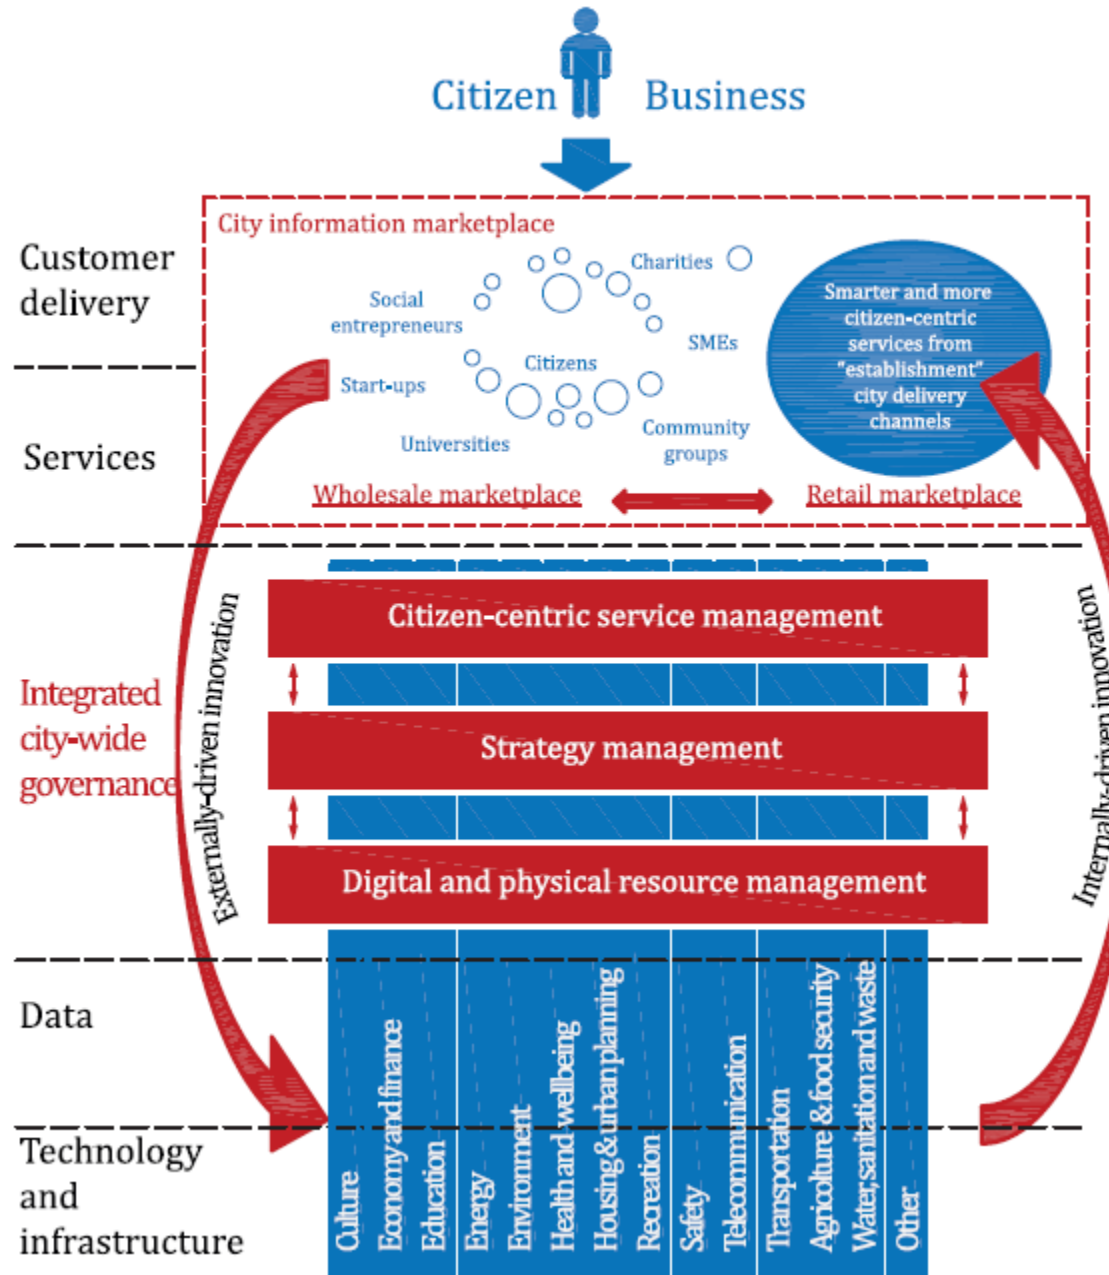 Citizen Business
City information marketplace
Customer
delivery
Services
Social
entrepreneurs
Charities
SMEs
Citizens
Start-ups
Universities
Community
groups
Smarter and more
citizen-centric
services from
"establishment"
city delivery
channels
Wholesale marketplace
Retail marketplace
Integrated
city-wide
governance
Externally-driven innovation
Citizen-centric service management
Strategy management
Digital and physical resource management
Internally-driven innovation
Data
Technology
and
infrastructure
Culture
Economy and finance
Education
Energy
Environment
Health and wellbeing
Housing & urban planning
Recreation
Safety
Telecommunication
Transportation
Agricolture & food security
Water, sanitation and waste
Other